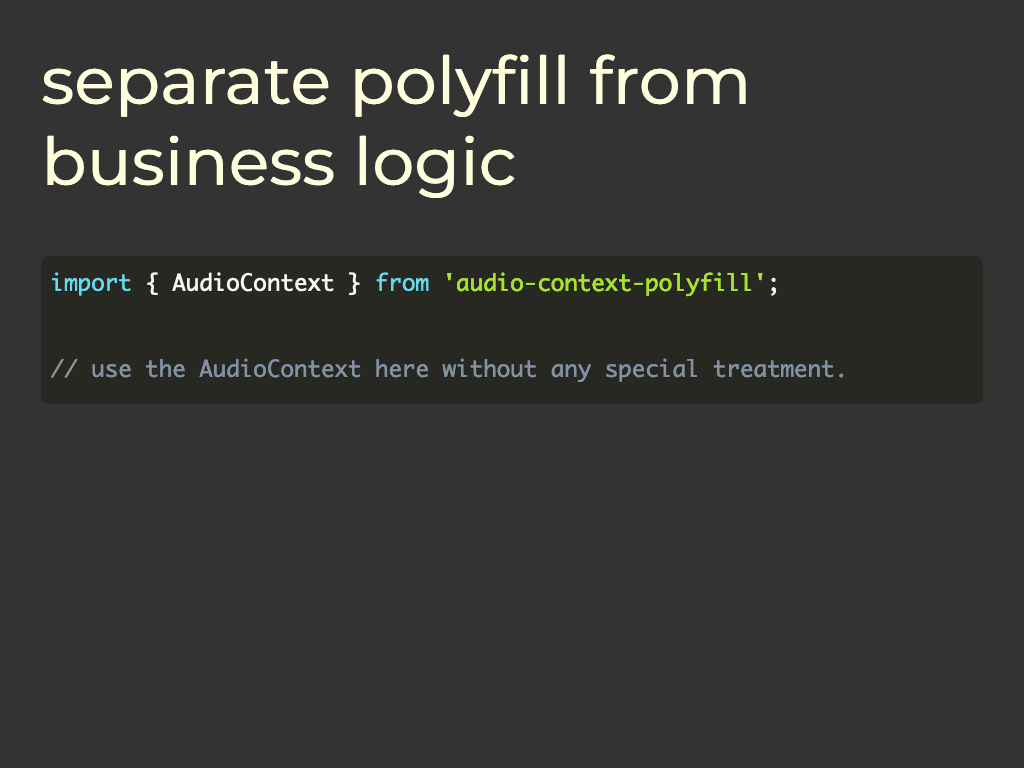 separate polyfill from
business logic
import { AudioContext } from 'audio-context-polyfill';
// use the AudioContext here without any special treatment.